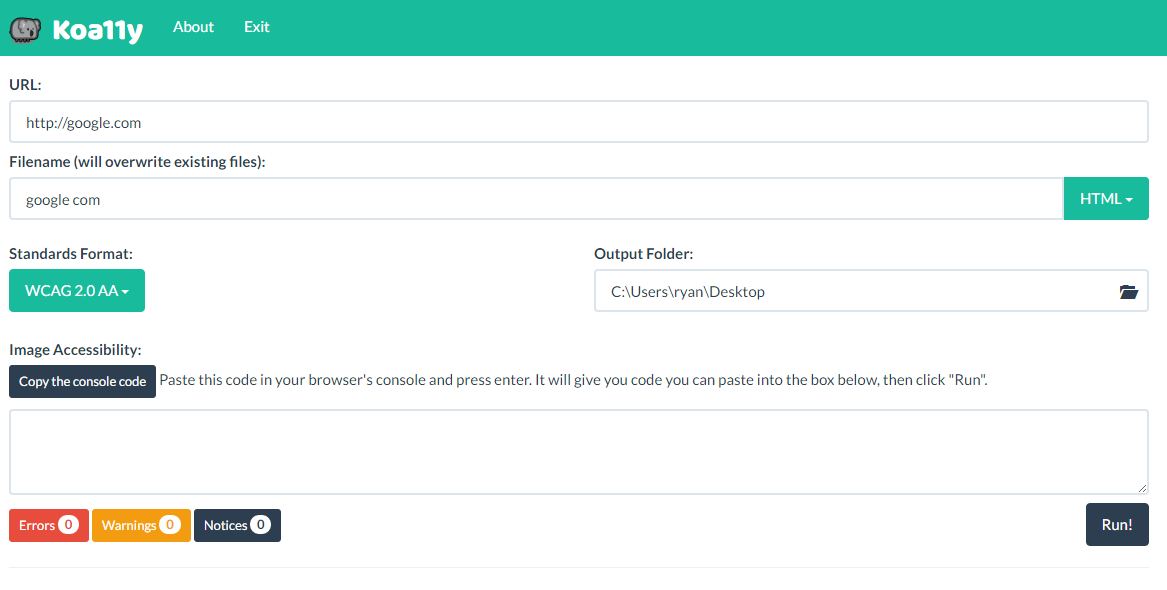 Koa11y About Exit
URL:
http://google.com
Filename (will overwrite existing files):
google com HTML
Standards Format: Output Folder:
WCAG 2.0 AA C:\Users\ryan\Desktop
Image Accessibility:
Copy the console code Paste this code in your browser's console and press enter. It will give you code you can paste into the box below, then click "Run".
Errors 0 Warnings 0 Notices 0 Run!